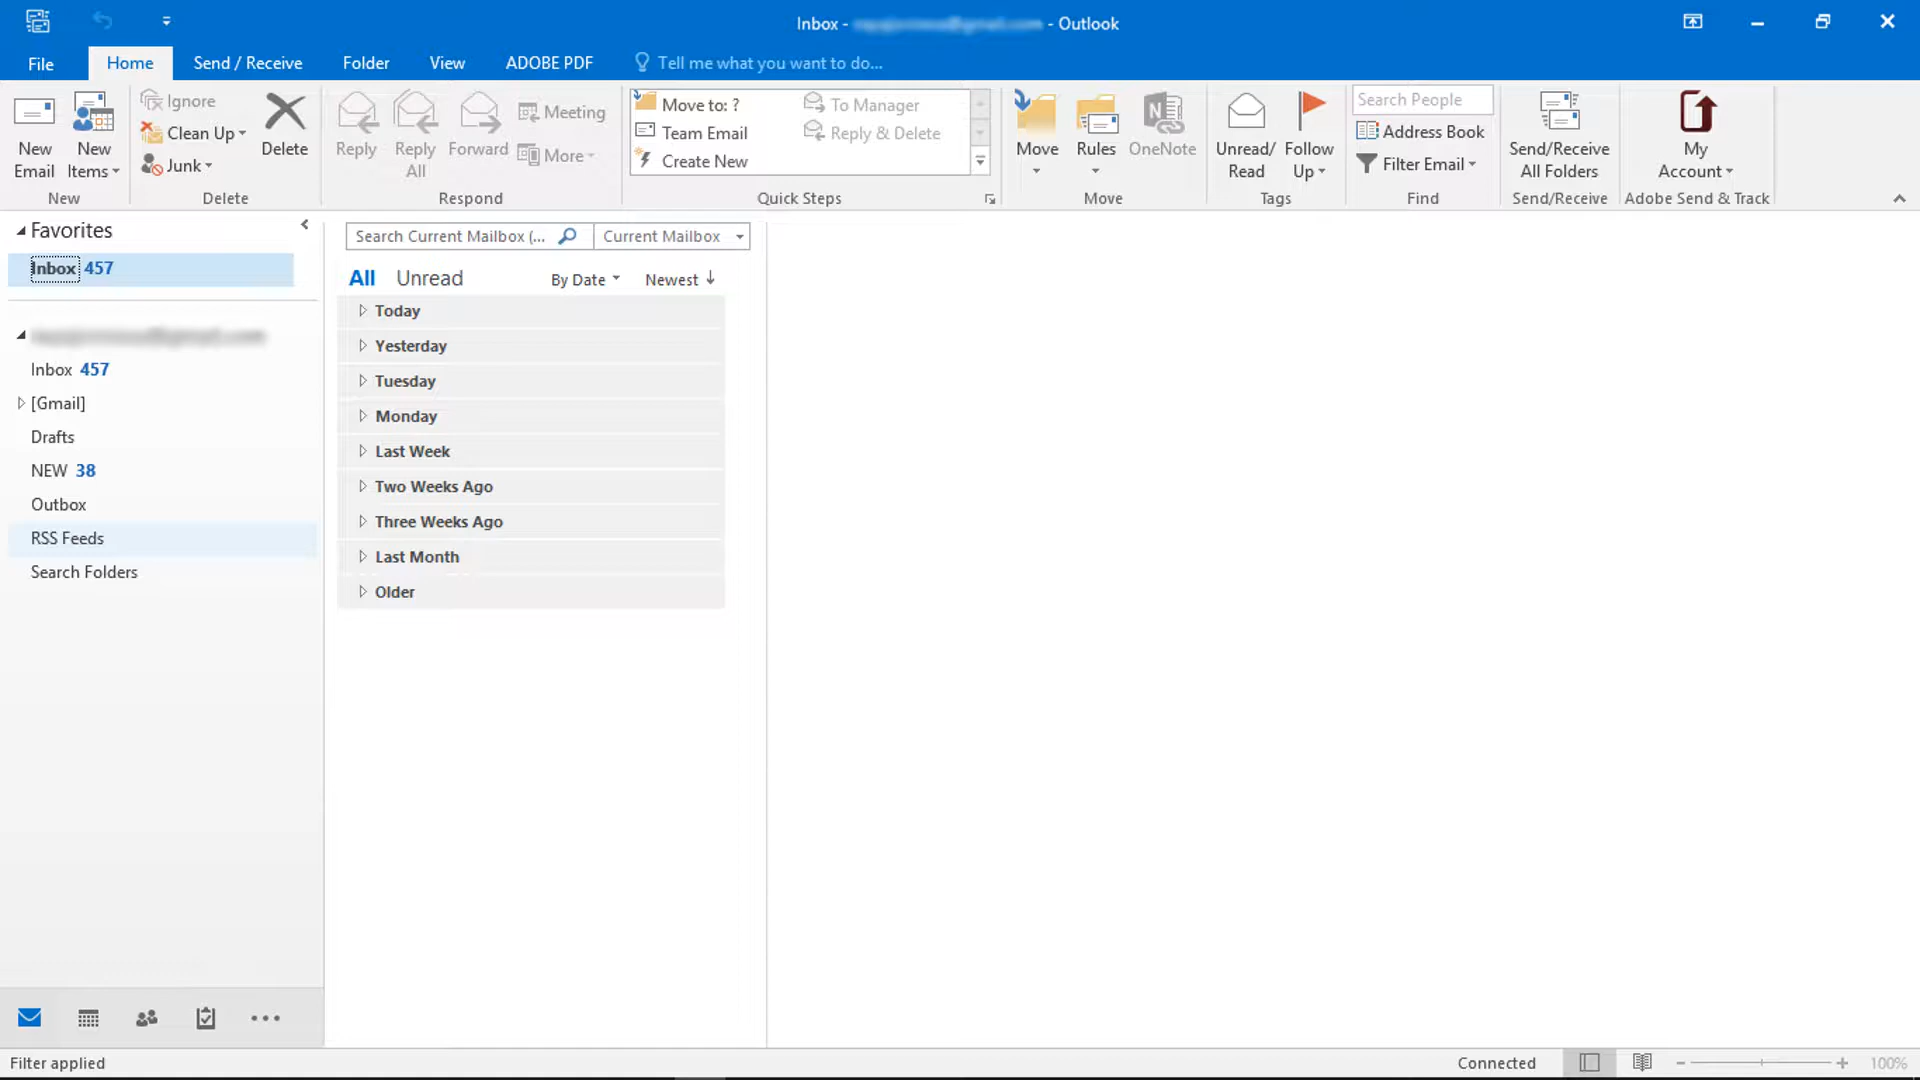 Inbox - - Outlook
File Home Send / Receive Folder View ADOBE PDF Tell me what you want to do...
New Email
New Items
Ignore
Clean Up
Junk
Delete
Reply
Reply All
Forward
Meeting
More
Move to: ?
Team Email
Create New
To Manager
Reply & Delete
Move
Rules
OneNote
Unread/ Read
Follow Up
Search People
Address Book
Filter Email
Send/Receive All Folders
My Account
New Delete Respond Quick Steps Move Tags Find Send/Receive Adobe Send & Track
Favorites
Inbox 457
Inbox 457
[Gmail]
Drafts
NEW 38
Outbox
RSS Feeds
Search Folders
Search Current Mailbox (... Current Mailbox
All Unread By Date Newest
Today
Yesterday
Tuesday
Monday
Last Week
Two Weeks Ago
Three Weeks Ago
Last Month
Older
Filter applied Connected 100%